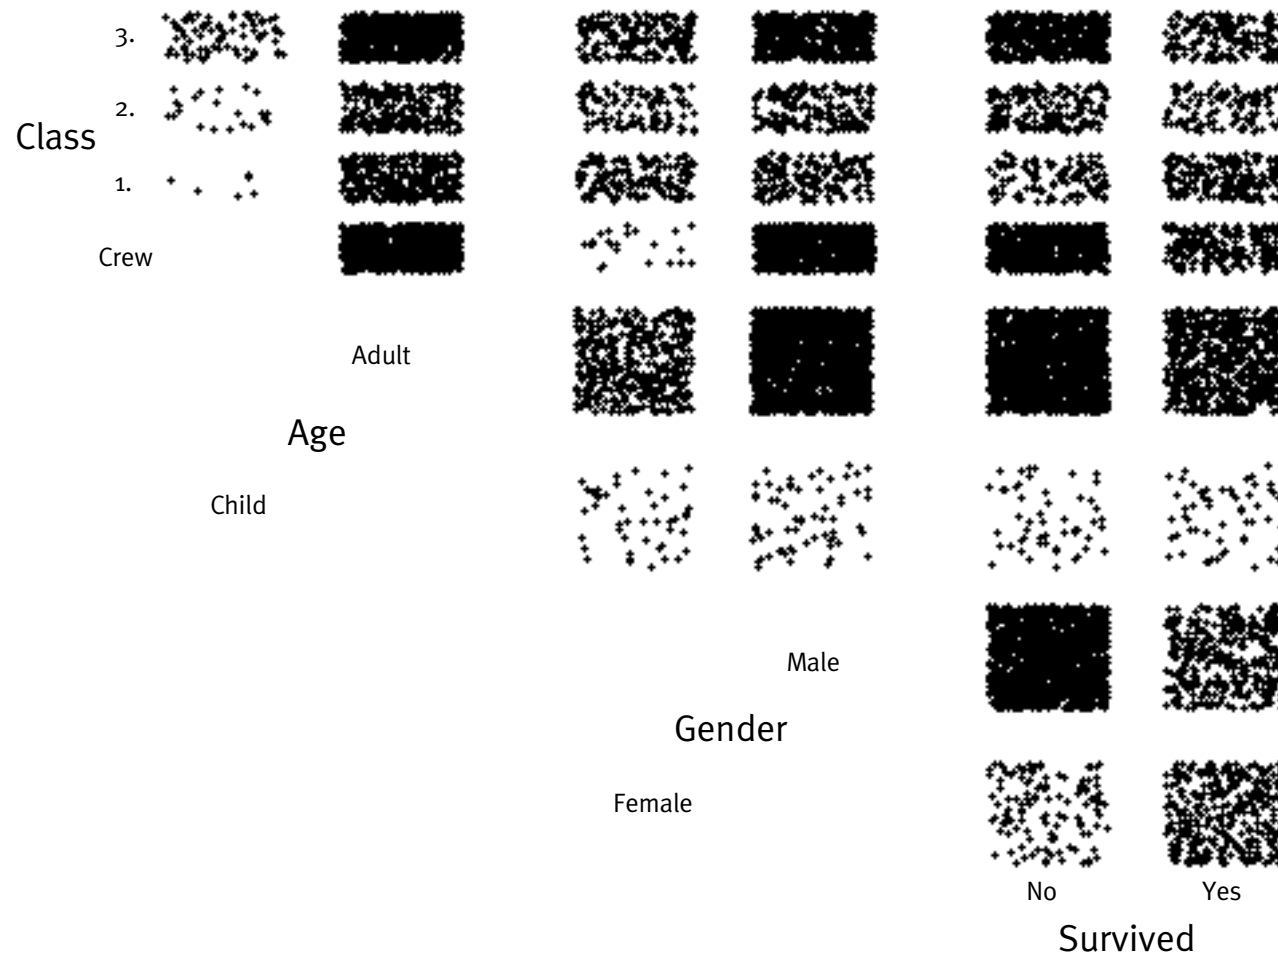 3.
2.
Class
1.
Crew
Adult
Age
Child
Male
Gender
Female
No Yes
Survived